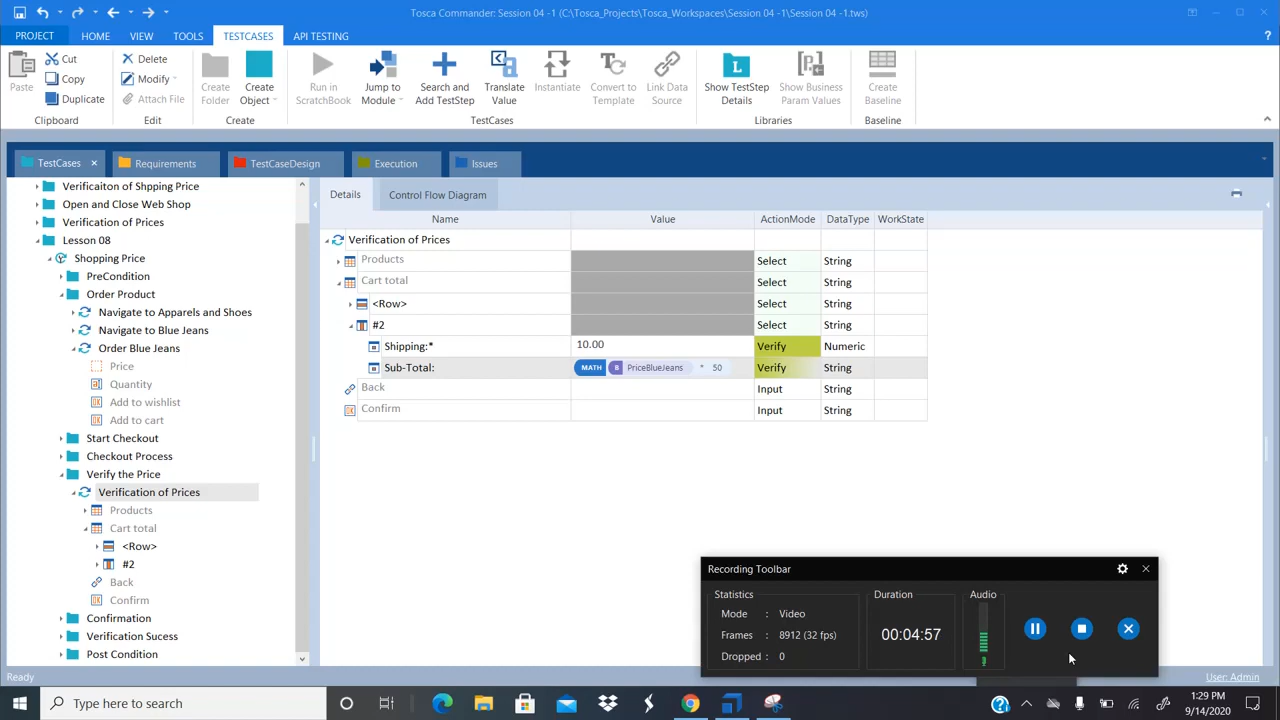 Tosca Commander: Session 04 -1 (C:\Tosca_Projects\Tosca_Workspaces\Session 04 -1\Session 04 -1.tws)
PROJECT HOME VIEW TOOLS TESTCASES API TESTING
Paste
Cut
Copy
Duplicate
Clipboard
Delete
Modify
Attach File
Edit
Create Folder
Create Object
Create
Run in ScratchBook
Jump to Module
Search and Add TestStep
Translate Value
Instantiate
Convert to Template
Link Data Source
TestCases
Show TestStep Details
Show Business Param Values
Libraries
Create Baseline
Baseline
TestCases Requirements TestCaseDesign Execution Issues
Verificaiton of Shpping Price
Open and Close Web Shop
Verification of Prices
Lesson 08
Shopping Price
PreCondition
Order Product
Navigate to Apparels and Shoes
Navigate to Blue Jeans
Order Blue Jeans
Price
Quantity
Add to wishlist
Add to cart
Start Checkout
Checkout Process
Verify the Price
Verification of Prices
Products
Cart total
<Row>
#2
Back
Confirm
Confirmation
Verification Sucess
Post Condition
Details Control Flow Diagram
Name Value ActionMode DataType WorkState
Verification of Prices
Products Select String
Cart total Select String
<Row> Select String
#2 Select String
Shipping:* 10.00 Verify Numeric
Sub-Total: MATH B PriceBlueJeans * 50 Verify String
Back Input String
Confirm Input String
Recording Toolbar
Statistics
Mode : Video
Frames : 8912 (32 fps)
Dropped : 0
Duration
00:04:57
Audio
Ready
User: Admin
Type here to search
1:29 PM
9/14/2020